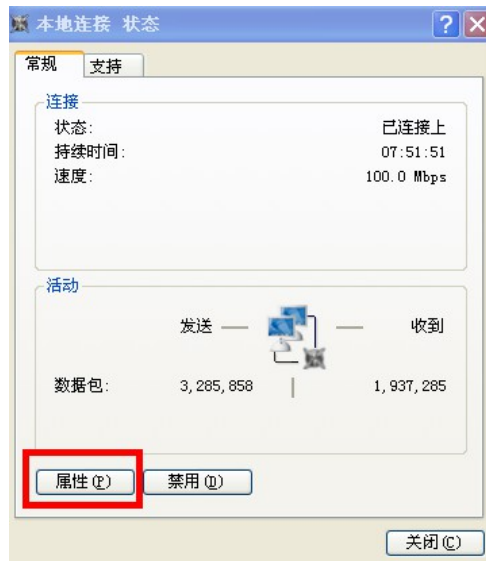 本地连接 状态
常规 支持
连接
状态: 已连接上
持续时间: 07:51:51
速度: 100.0 Mbps
活动
发送 — — 收到
数据包: 3,285,858 | 1,937,285
属性(P) 禁用(D)
关闭(C)